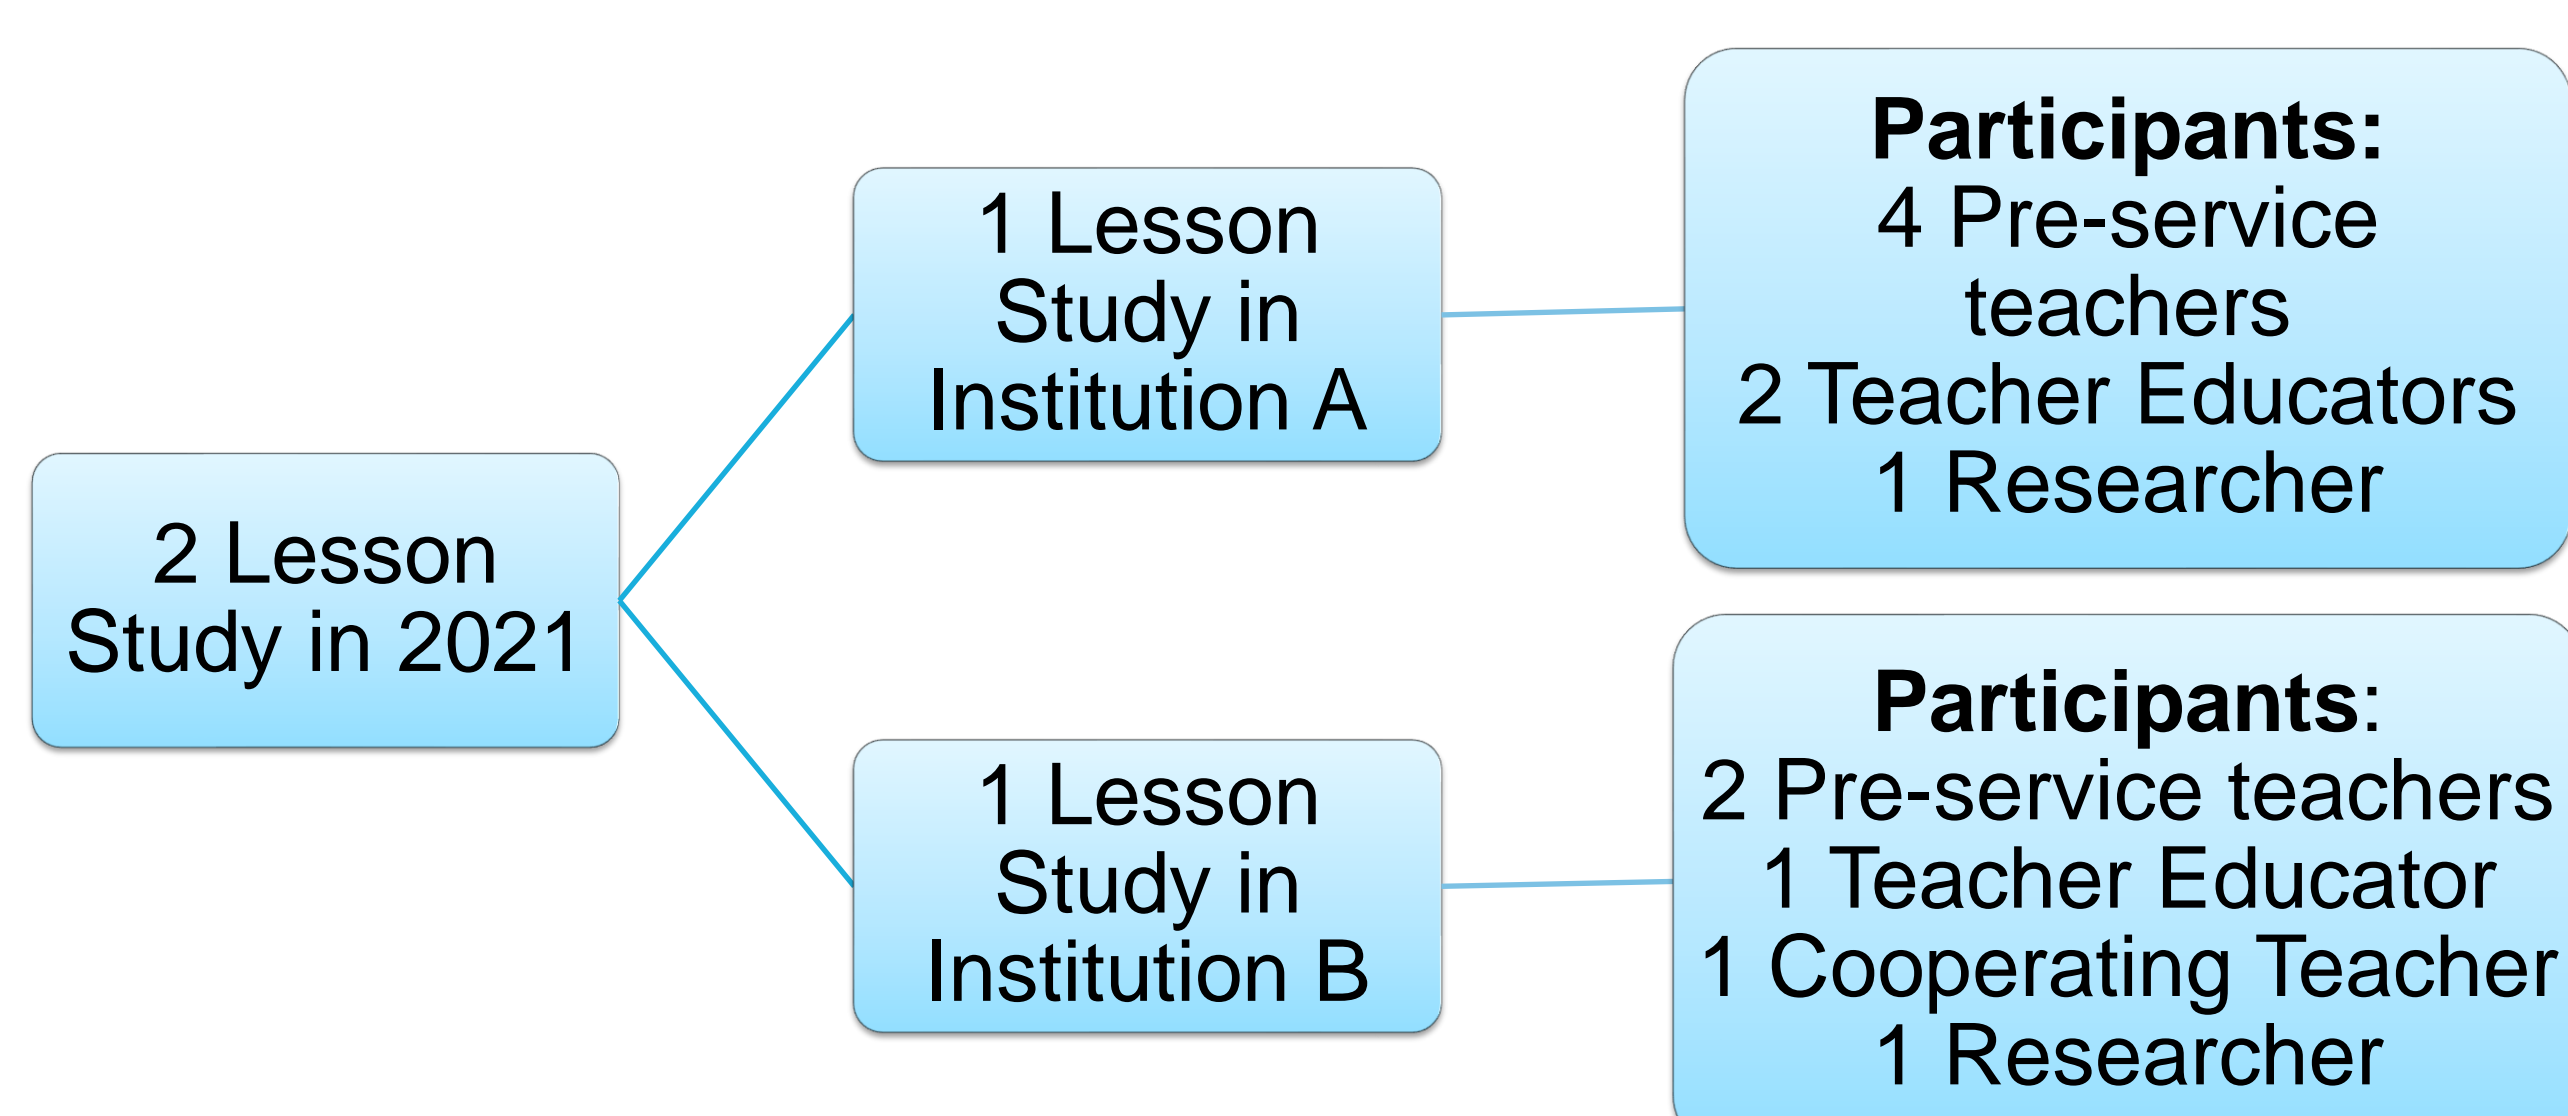 2 Lesson
Study in 2021
1 Lesson
Study in
Institution A
Participants:
4 Pre-service
teachers
2 Teacher Educators
1 Researcher
1 Lesson
Study in
Institution B
Participants:
2 Pre-service teachers
1 Teacher Educator
1 Cooperating Teacher
1 Researcher